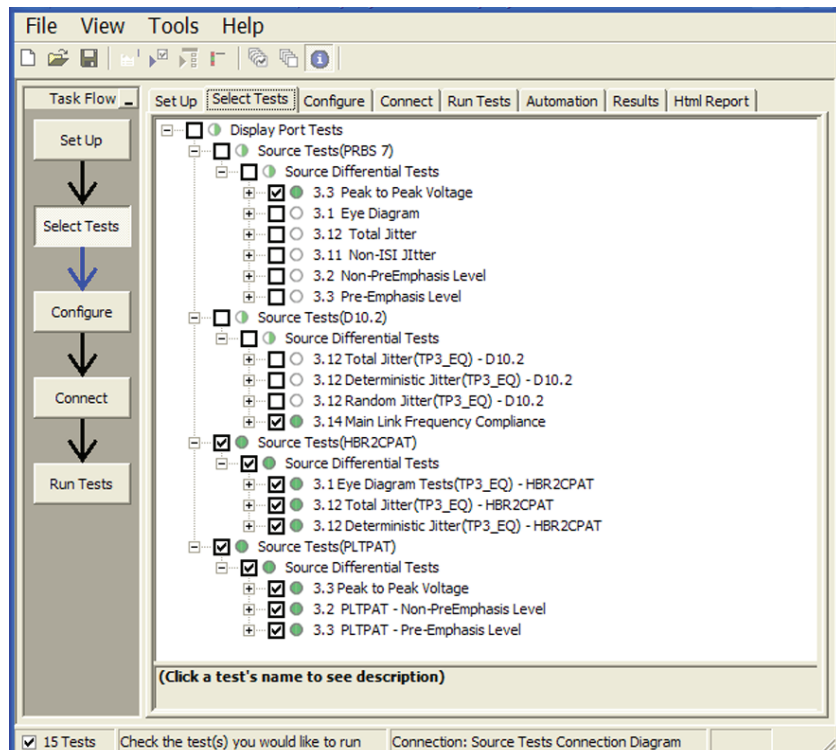 File View Tools Help
Task Flow
Set Up Select Tests Configure Connect Run Tests Automation Results Html Report
Set Up
Select Tests
Configure
Connect
Run Tests
Display Port Tests
Source Tests(PRBS 7)
Source Differential Tests
3.3 Peak to Peak Voltage
3.1 Eye Diagram
3.12 Total Jitter
3.11 Non-ISI JItter
3.2 Non-PreEmphasis Level
3.3 Pre-Emphasis Level
Source Tests(D10.2)
Source Differential Tests
3.12 Total Jitter(TP3_EQ) - D10.2
3.12 Deterministic Jitter(TP3_EQ) - D10.2
3.12 Random Jitter(TP3_EQ) - D10.2
3.14 Main Link Frequency Compliance
Source Tests(HBR2CPAT)
Source Differential Tests
3.1 Eye Diagram Tests(TP3_EQ) - HBR2CPAT
3.12 Total Jitter(TP3_EQ) - HBR2CPAT
3.12 Deterministic Jitter(TP3_EQ) - HBR2CPAT
Source Tests(PLTPAT)
Source Differential Tests
3.3 Peak to Peak Voltage
3.2 PLTPAT - Non-PreEmphasis Level
3.3 PLTPAT - Pre-Emphasis Level
(Click a test's name to see description)
15 Tests Check the test(s) you would like to run Connection: Source Tests Connection Diagram